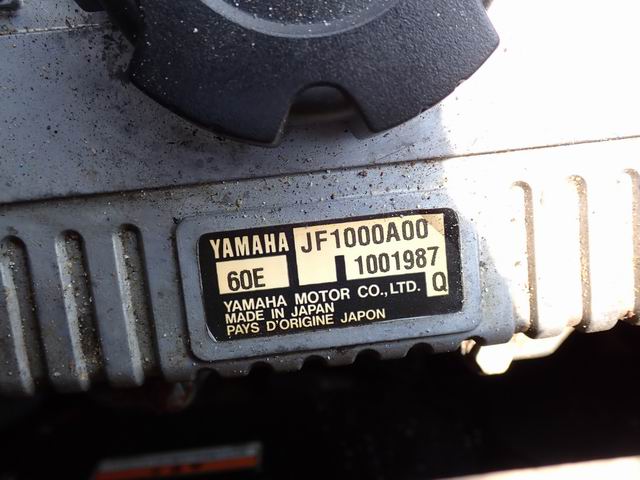 YAMAHA JF1000A00
60E 1001987
YAMAHA MOTOR CO., LTD. Q
MADE IN JAPAN
PAYS D'ORIGINE JAPON